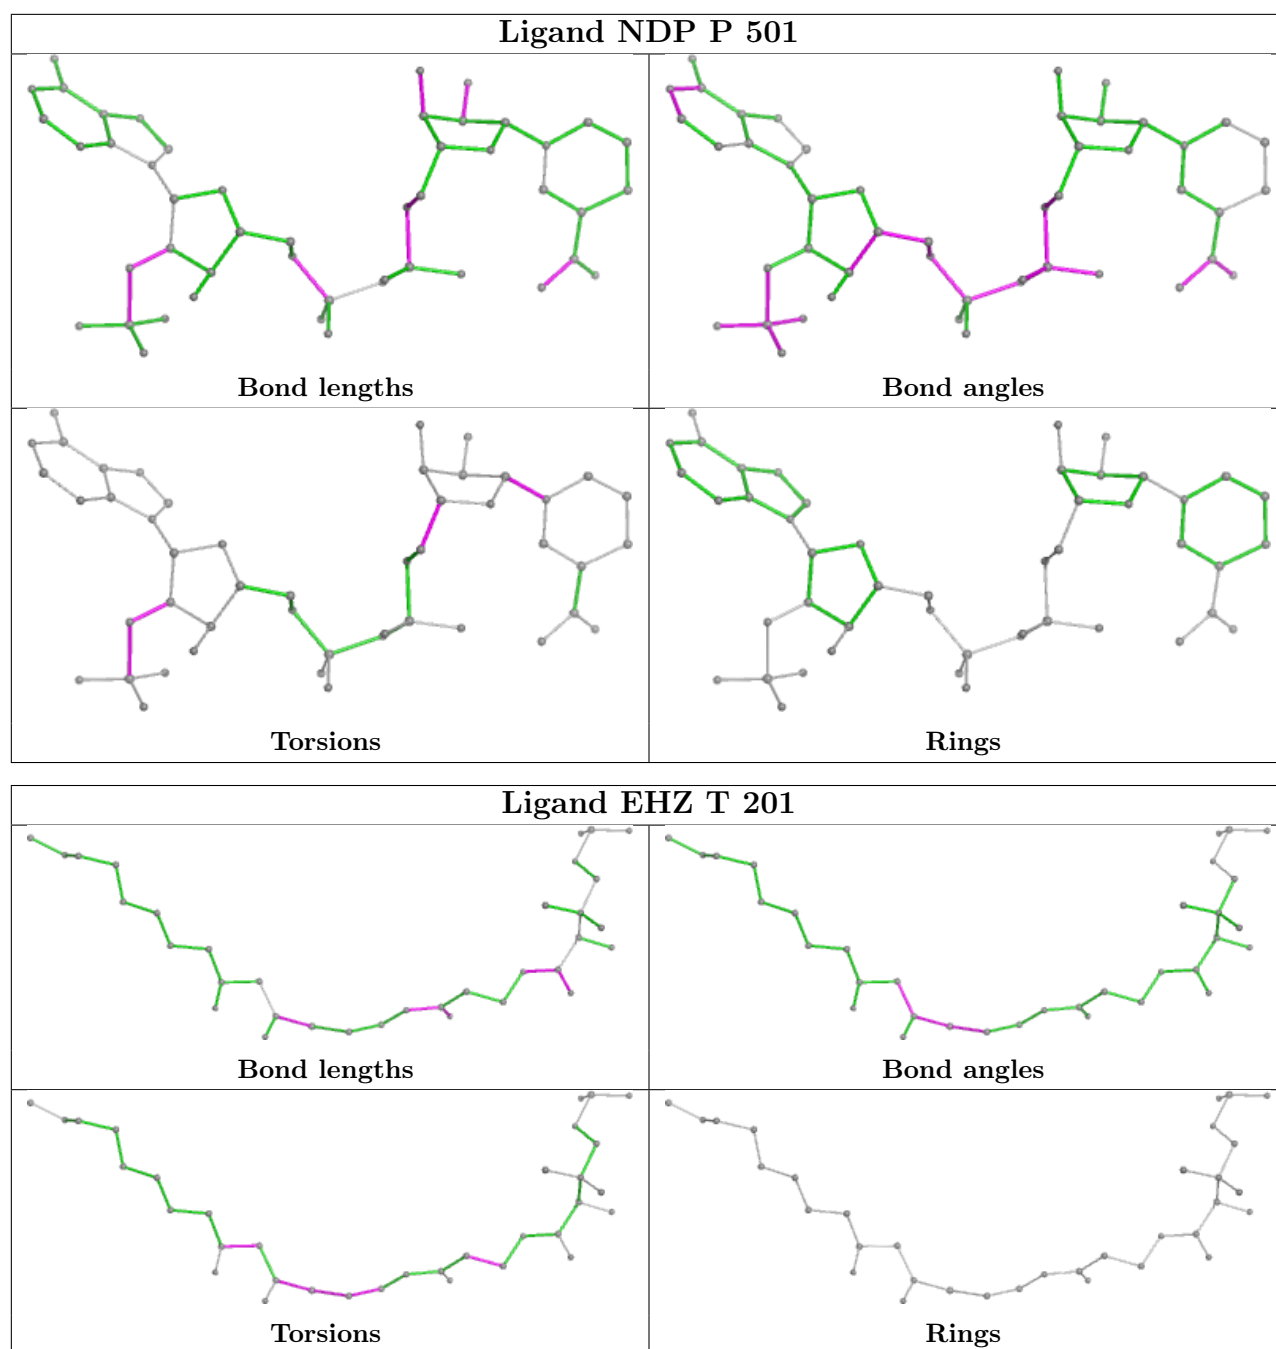 Ligand NDP P 501
Bond lengths
Bond angles
Torsions
Rings
Ligand EHZ T 201
Bond lengths
Bond angles
Torsions
Rings